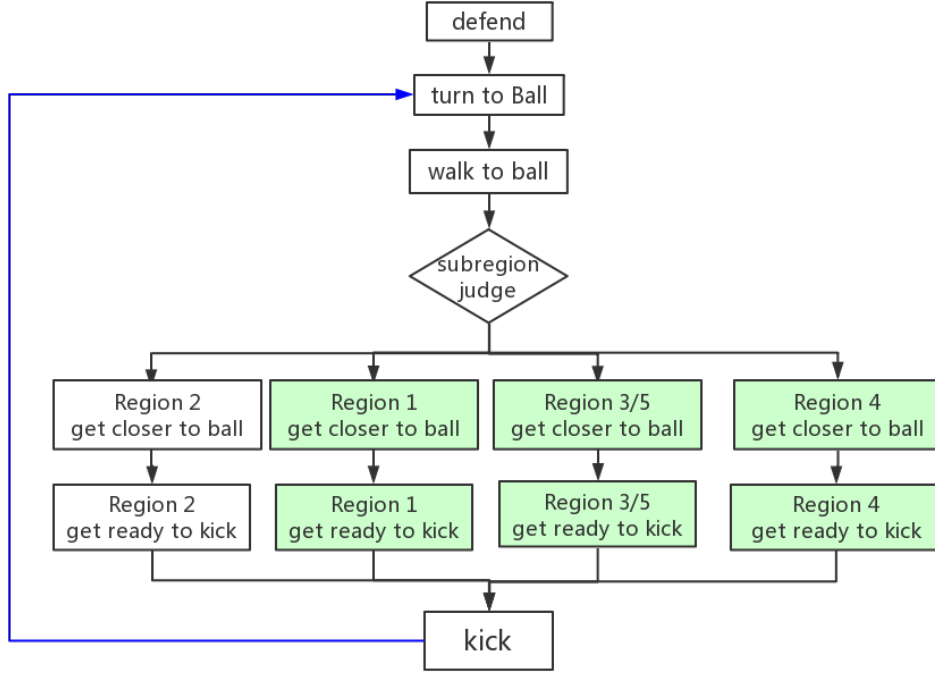 defend
turn to Ball
walk to ball
subregion
judge
Region 2
get closer to ball
Region 1
get closer to ball
Region 3/5
get closer to ball
Region 4
get closer to ball
Region 2
get ready to kick
Region 1
get ready to kick
Region 3/5
get ready to kick
Region 4
get ready to kick
kick